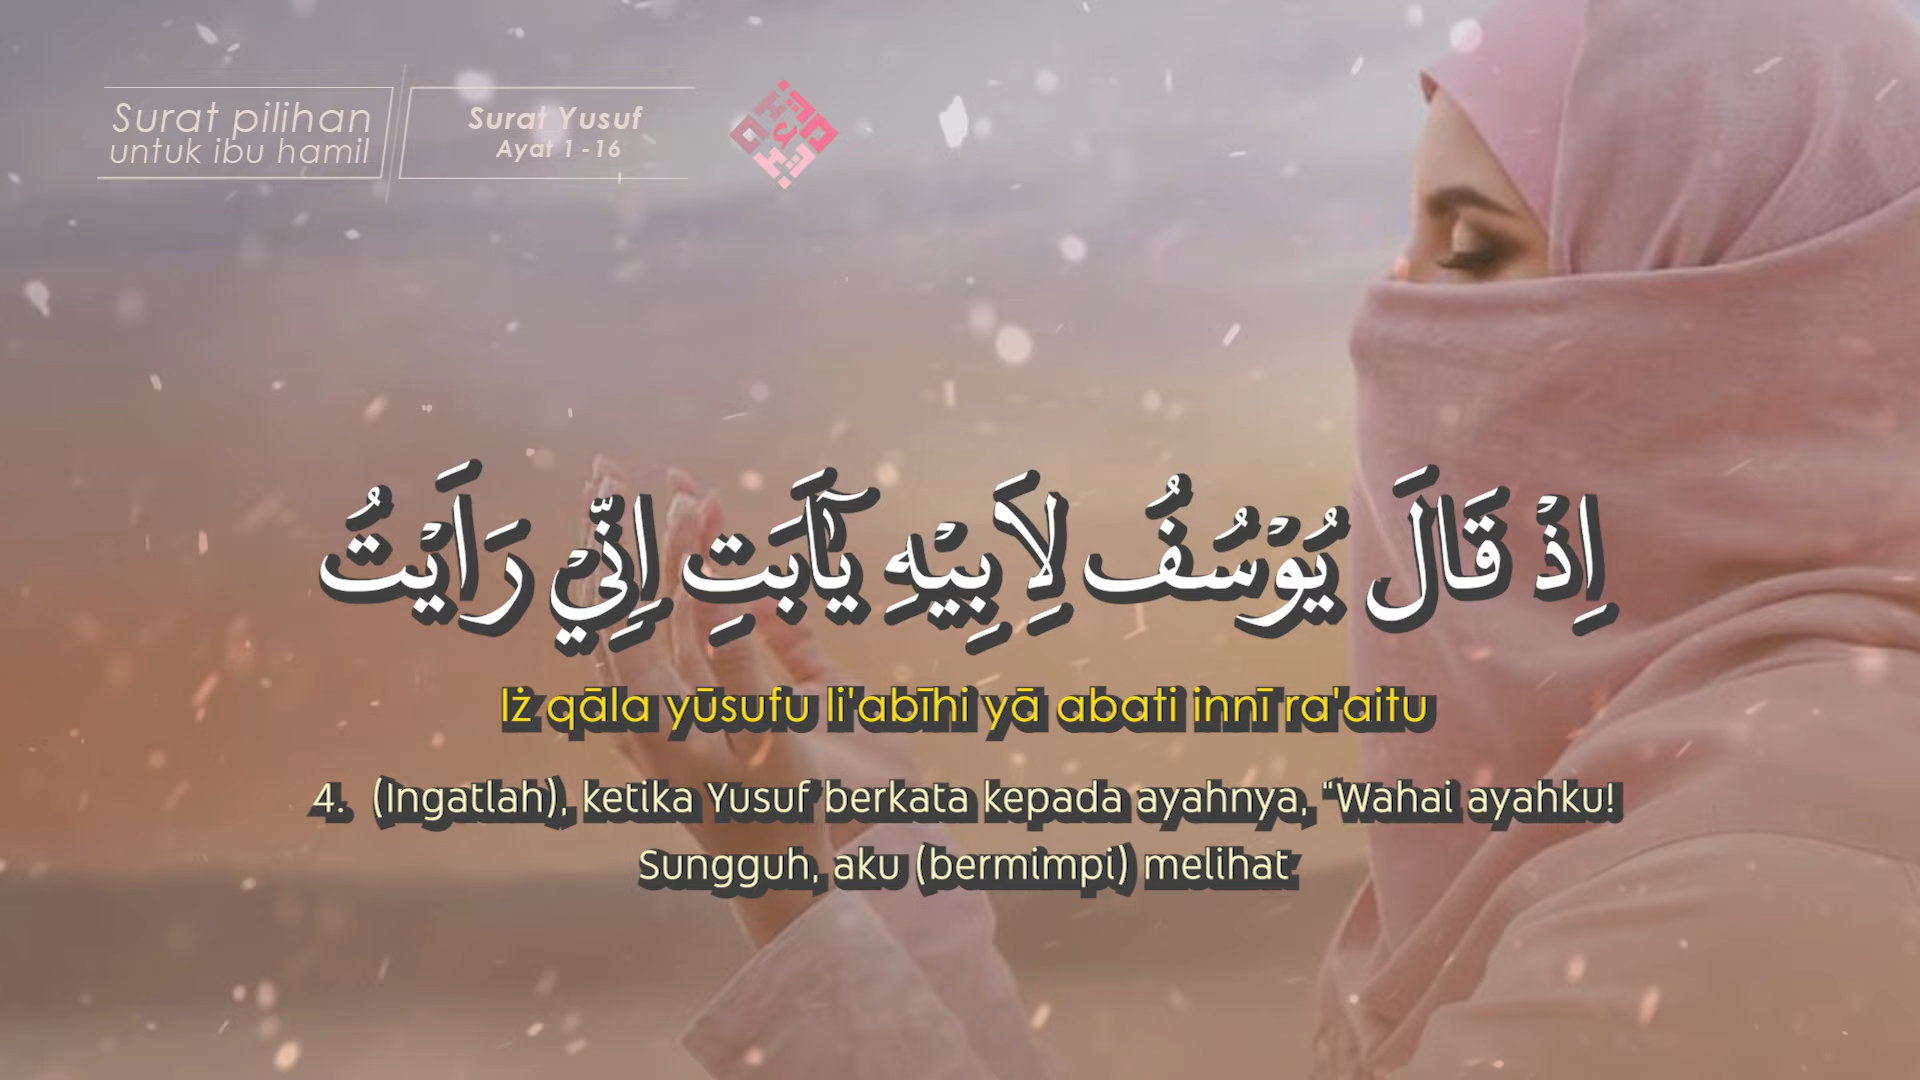 Surat pilihan
untuk ibu hamil
Surat Yusuf
Ayat 1 - 16
اِذْ قَالَ يُوْسُفُ لِاَبِيْهِ يٰٓاَبَتِ اِنِّيْ رَاَيْتُ
Iż qāla yūsufu li'abīhi yā abati innī ra'aitu
4. (Ingatlah), ketika Yusuf berkata kepada ayahnya, "Wahai ayahku!
Sungguh, aku (bermimpi) melihat